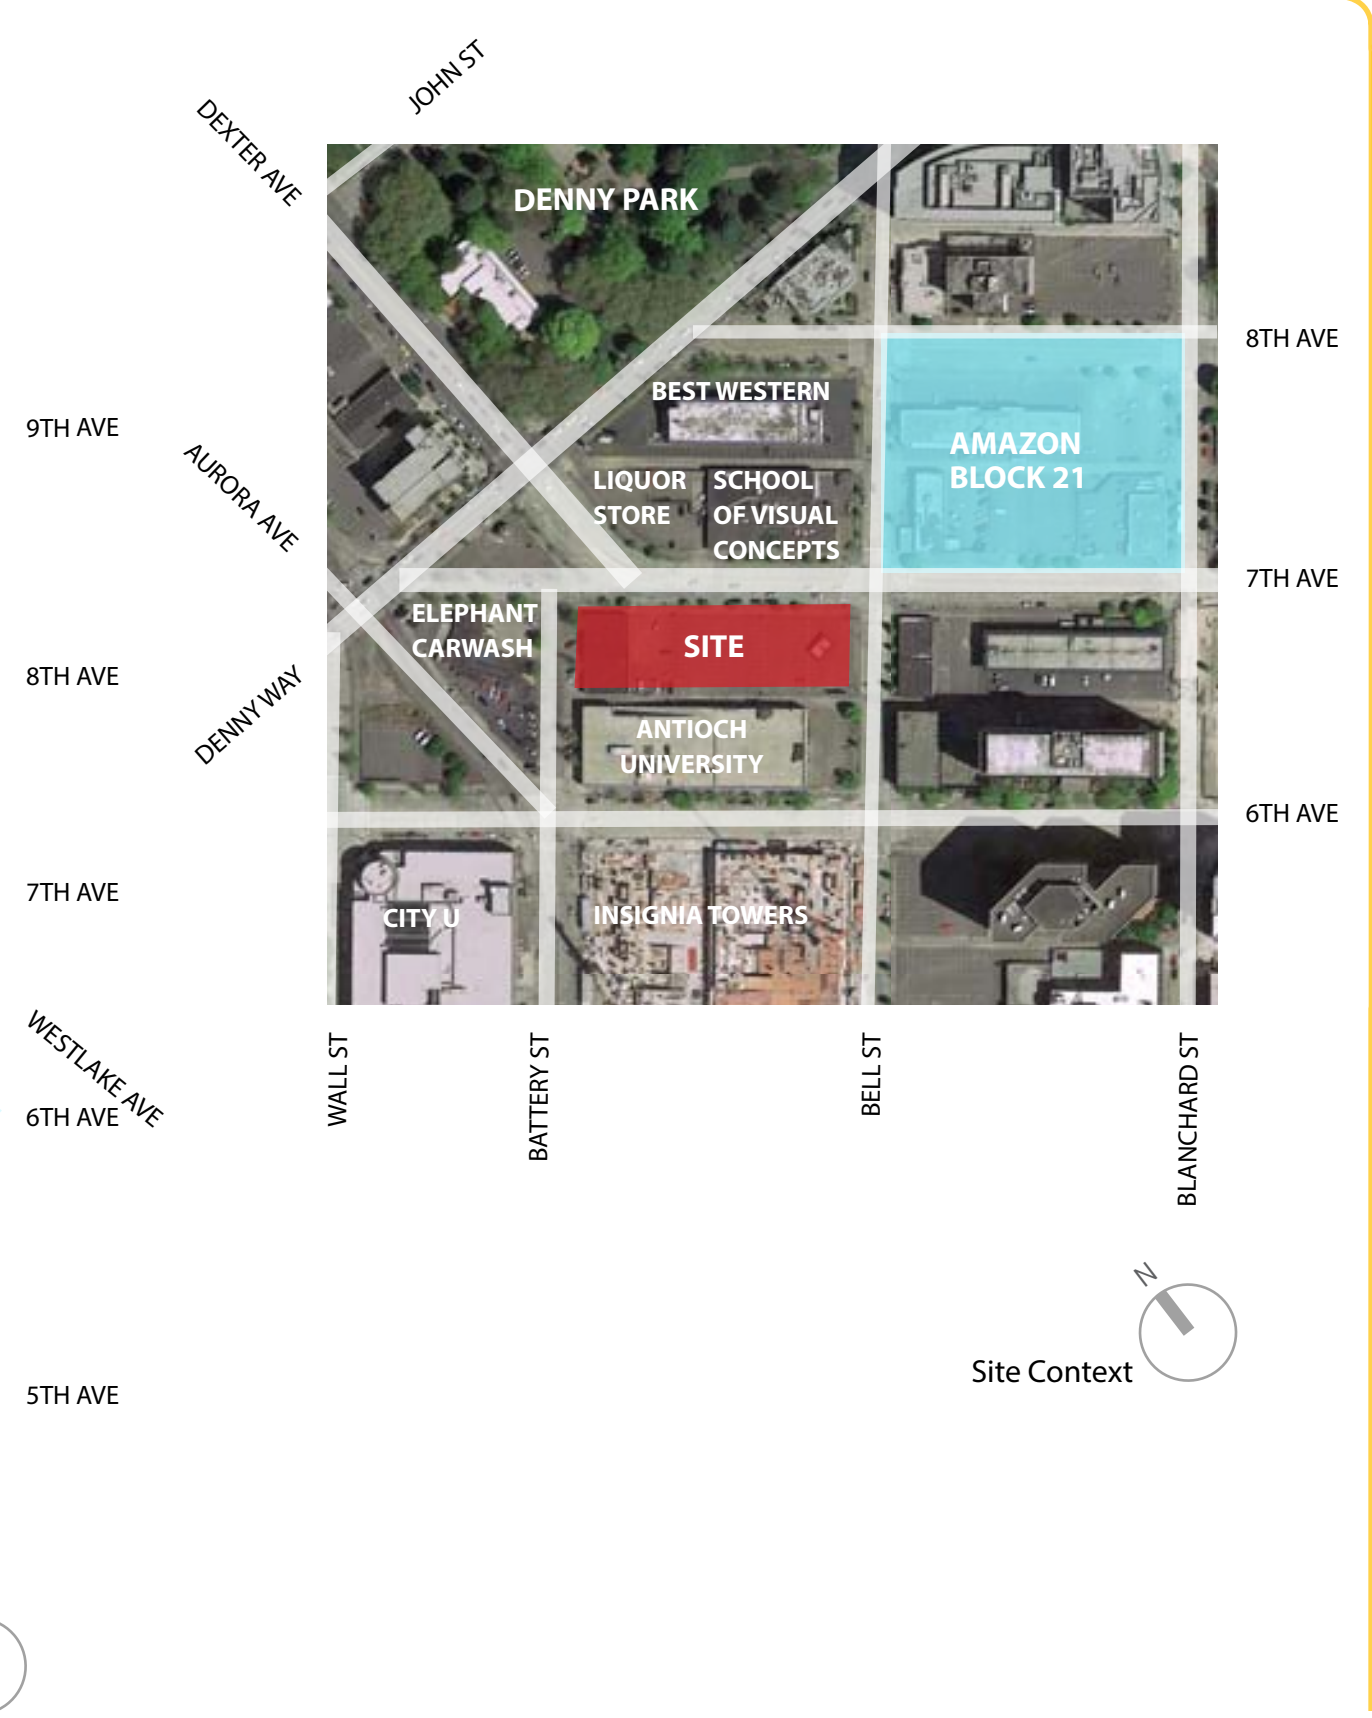 JOHN ST
DEXTER AVE
DENNY PARK
8TH AVE
BEST WESTERN
9TH AVE
AURORA AVE
AMAZON
BLOCK 21
LIQUOR
STORE
SCHOOL
OF VISUAL
CONCEPTS
7TH AVE
ELEPHANT
CARWASH
SITE
8TH AVE
DENNY WAY
ANTIOCH
UNIVERSITY
6TH AVE
7TH AVE
CITY U
INSIGNIA TOWERS
WESTLAKE AVE
6TH AVE
WALL ST
BATTERY ST
BELL ST
BLANCHARD ST
N
Site Context
5TH AVE